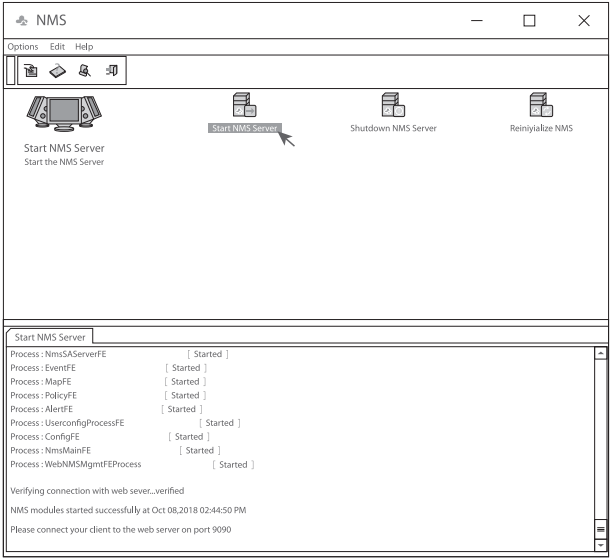 NMS
Options Edit Help
Start NMS Server Shutdown NMS Server Reiniyialize NMS
Start NMS Server
Start the NMS Server
Start NMS Server
Process : NmsSAServerFE [ Started ]
Process : EventFE [ Started ]
Process : MapFE [ Started ]
Process : PolicyFE [ Started ]
Process : AlertFE [ Started ]
Process : UserconfigProcessFE [ Started ]
Process : ConfigFE [ Started ]
Process : NmsMainFE [ Started ]
Process : WebNMSMgmtFEProcess [ Started ]
Verifying connection with web sever...verified
NMS modules started successfully at Oct 08,2018 02:44:50 PM
Please connect your client to the web server on port 9090